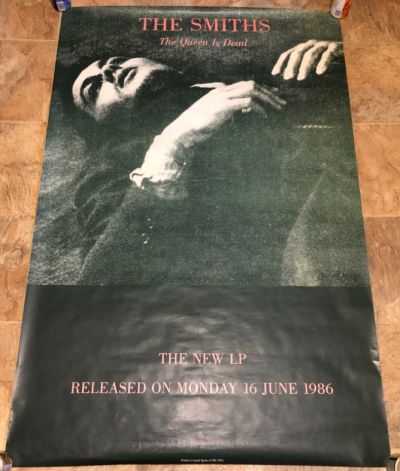 THE SMITHS
The Queen Is Dead
THE NEW LP
RELEASED ON MONDAY 16 JUNE 1986